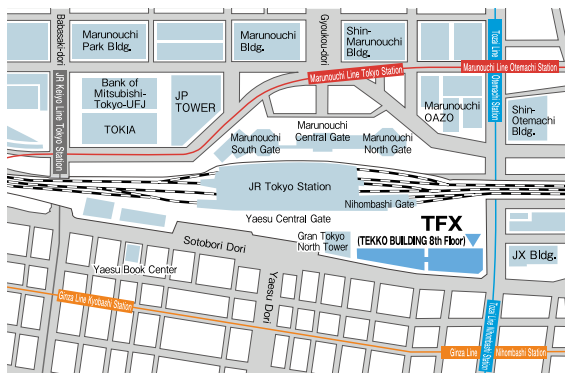 Babasaki-dori
Marunouchi
Park Bldg.
Marunouchi
Bldg.
Gyoukou-dori
Shin-
Marunouchi
Bldg.
Tozai Line
Otemach Station
Marunouchi Line Tokyo Station
Marunouchi Line Otemachi Station
JR Keiyo Line Tokyo Station
Bank of
Mitsubishi-
Tokyo-UFJ
TOKIA
JP
TOWER
Marunouchi
OAZO
Shin-
Otemachi
Bldg.
Marunouchi
South Gate
Marunouchi
Central Gate
Marunouchi
North Gate
JR Tokyo Station
Nihombashi Gate
Yaesu Central Gate
TFX
(TEKKO BUILDING 8th Floor)
Gran Tokyo
North Tower
Sotobori Dori
JX Bldg.
Yaesu Book Center
Yaesu Dori
Ginza Line Kyobashi Station
Tozai Line Nihombashi Station
Ginza Line
Nihombashi Station